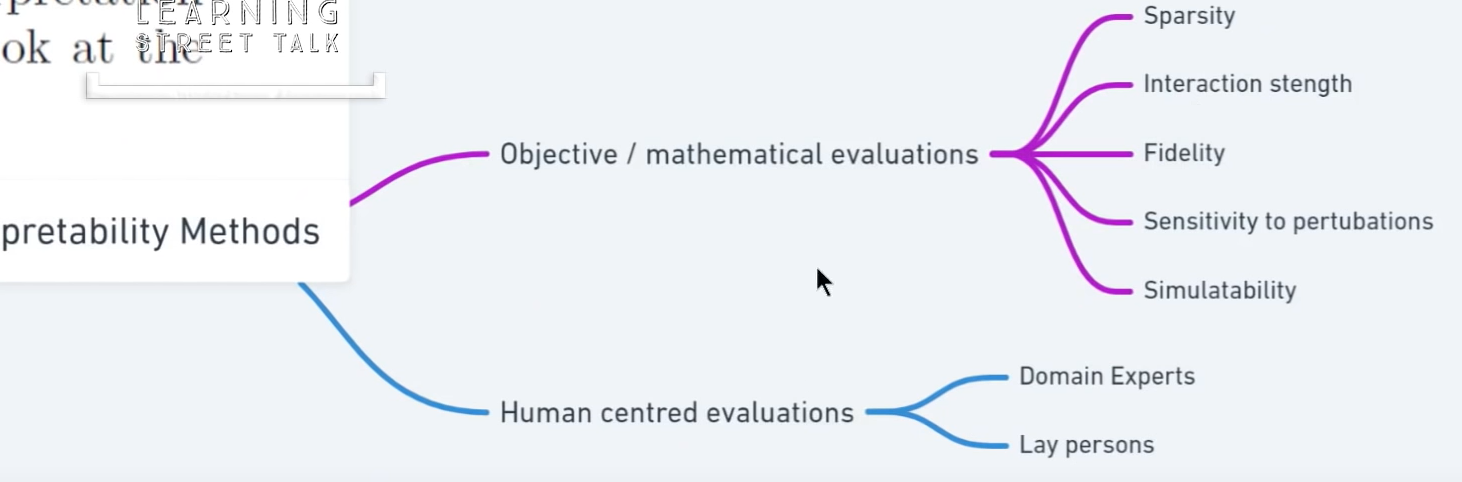 LEARNING
STREET TALK
ok at the
pretability Methods
Objective / mathematical evaluations
Sparsity
Interaction stength
Fidelity
Sensitivity to pertubations
Simulatability
Human centred evaluations
Domain Experts
Lay persons